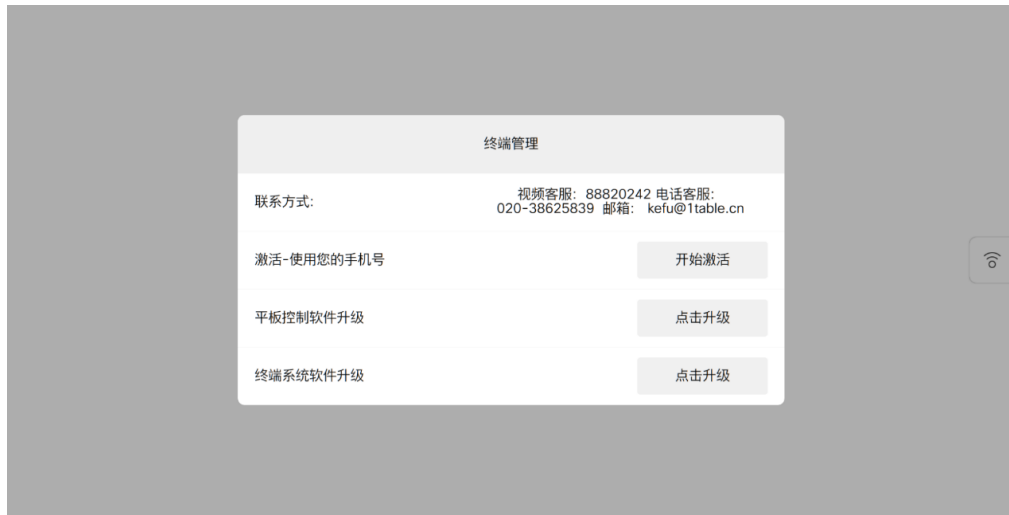 终端管理
联系方式:
视频客服：88820242 电话客服:
020-38625839 邮箱： kefu@1table.cn
激活-使用您的手机号
开始激活
平板控制软件升级
点击升级
终端系统软件升级
点击升级